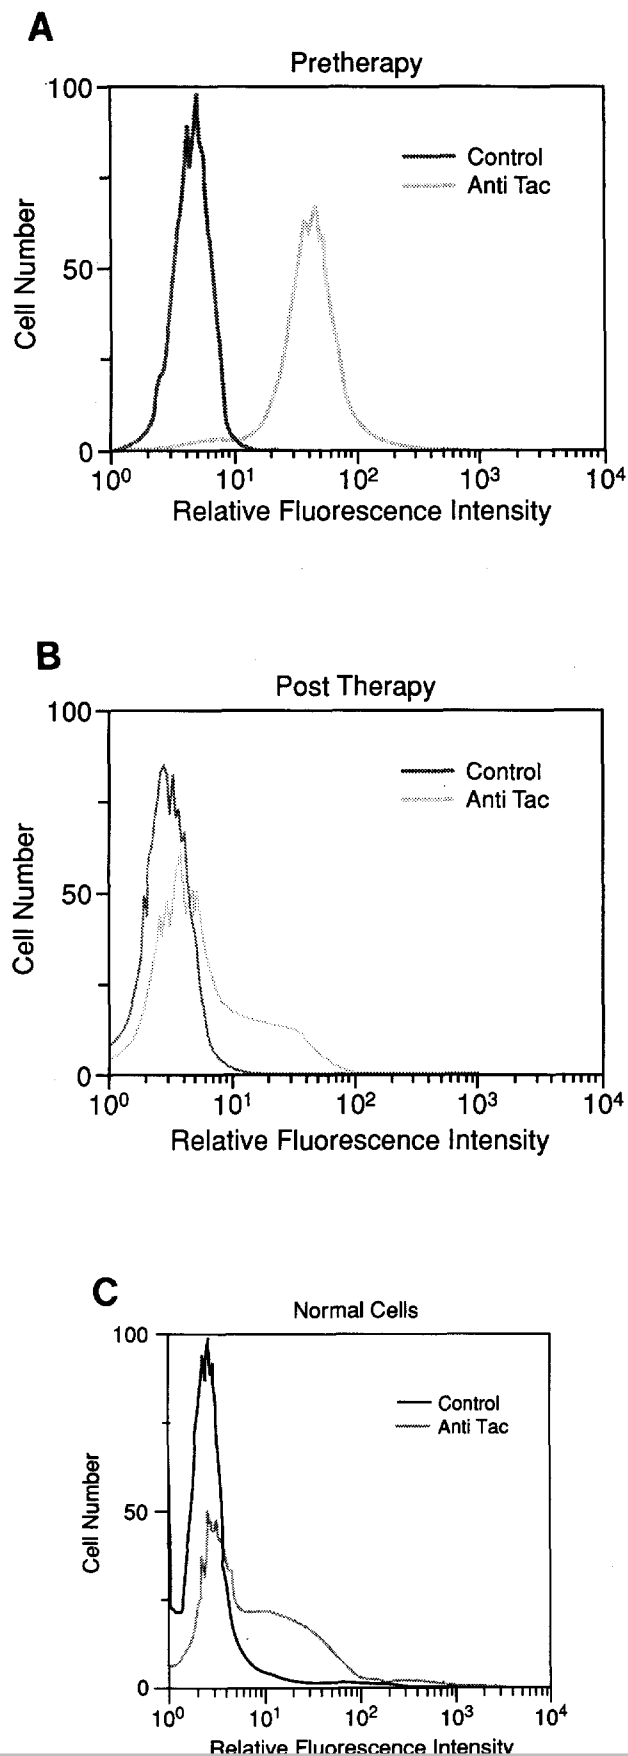 A
Pretherapy
100
50
0
Cell Number
Control
Anti Tac
10⁰ 10¹ 10² 10³ 10⁴
Relative Fluorescence Intensity
B
Post Therapy
100
50
0
Cell Number
Control
Anti Tac
10⁰ 10¹ 10² 10³ 10⁴
Relative Fluorescence Intensity
C
Normal Cells
100
50
0
Cell Number
Control
Anti Tac
10⁰ 10¹ 10² 10³ 10⁴
Relative Fluorescence Intensity